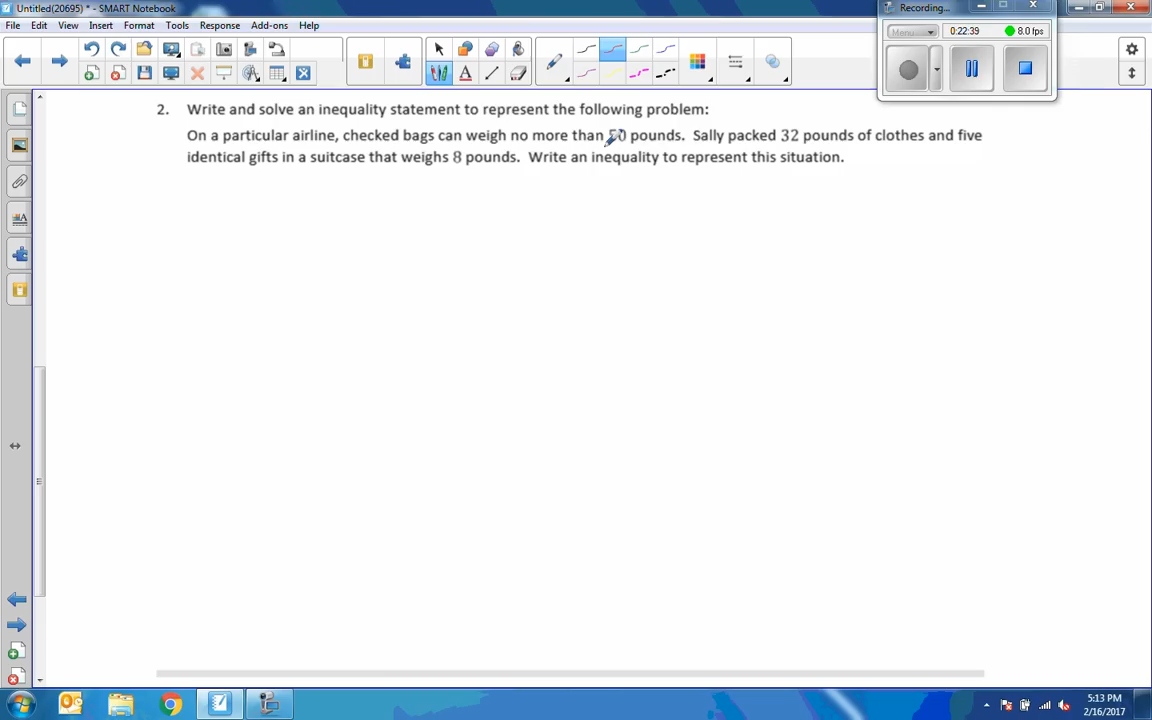 Untitled(20695) * - SMART Notebook
File Edit View Insert Format Tools Response Add-ons Help
Recording...
Menu 0:22:39 8.0 fps
2. Write and solve an inequality statement to represent the following problem:
On a particular airline, checked bags can weigh no more than 50 pounds. Sally packed 32 pounds of clothes and five
identical gifts in a suitcase that weighs 8 pounds. Write an inequality to represent this situation.
5:13 PM
2/16/2017